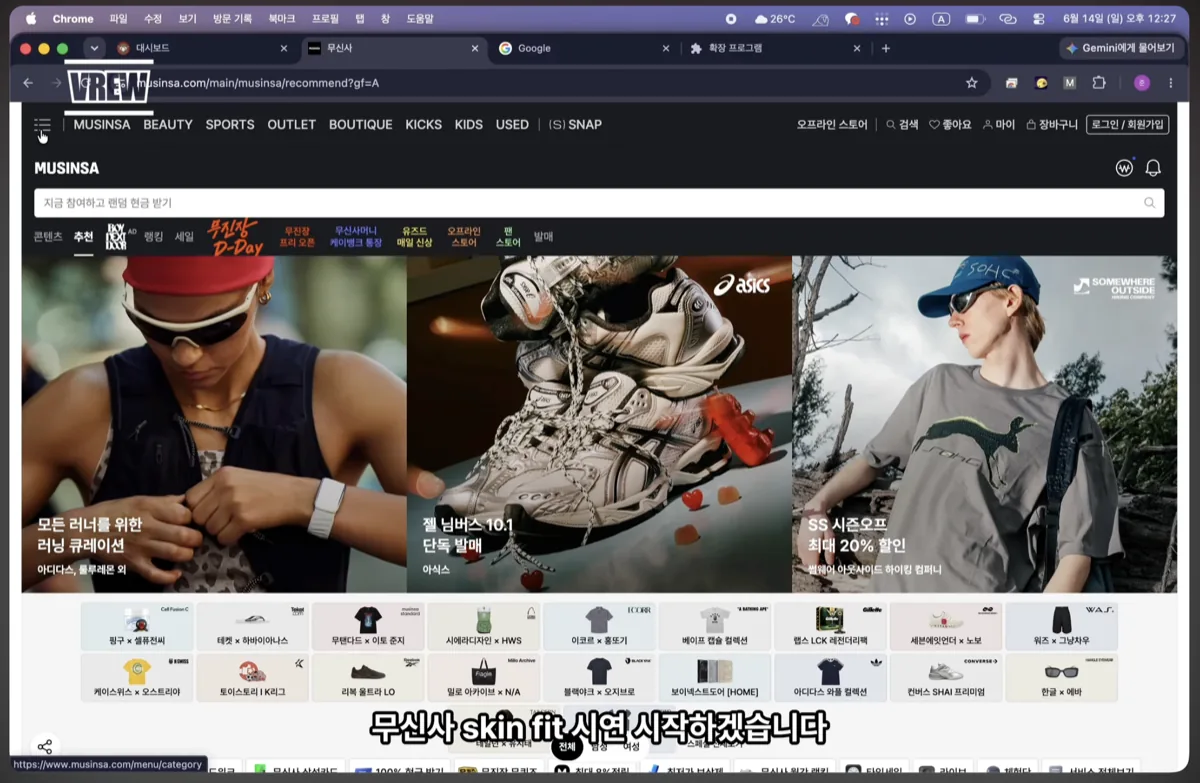 Chrome 파일 수정 보기 방문 기록 북마크 프로필 탭 창 도움말
26°C A 6월 14일 (일) 오후 12:27
대시보드
무신사
Google
확장 프로그램
Gemini에게 물어보기
VREW
musinsa.com/main/musinsa/recommend?gf=A
M
e
MUSINSA BEAUTY SPORTS OUTLET BOUTIQUE KICKS KIDS USED (S) SNAP
오프라인 스토어 검색 좋아요 마이 장바구니 로그인 / 회원가입
MUSINSA
지금 참여하고 랜덤 현금 받기
콘텐츠 추천 BOY NEXT DOOR AD 랭킹 세일 무진장 D-Day
무진장 프리 오픈
무신사머니 케이뱅크 통장
유즈드 매일 신상
오프라인 스토어
팬 스토어
발매
모든 러너를 위한
러닝 큐레이션
아디다스, 룰루레몬 외
asics
젤 님버스 10.1
단독 발매
아식스
SOMEWHERE
OUTSIDE
HIKING COMPANY
SS 시즌오프
최대 20% 할인
썸웨어 아웃사이드 하이킹 컴퍼니
핑구 × 셀퓨전씨
테켓 × 하바이아나스
무탠다드 × 이토 준지
시에라디자인 × HWS
이코르 × 홍뚜기
베이프 캡슐 컬렉션
랩스 LCK 레전더리팩
세븐에잇언더 × 노보
워즈 × 그냥차우
케이스위스 × 오스트리야
토이스토리 I K리그
리복 울트라 LO
밀로 아카이브 × N/A
블랙야크 × 오지브로
보이넥스트도어 [HOME]
아디다스 와플 컬렉션
컨버스 SHAI 프리미엄
한글 × 에바
무신사 skin fit 시연 시작하겠습니다
전체 남성 여성
https://www.musinsa.com/menu/category